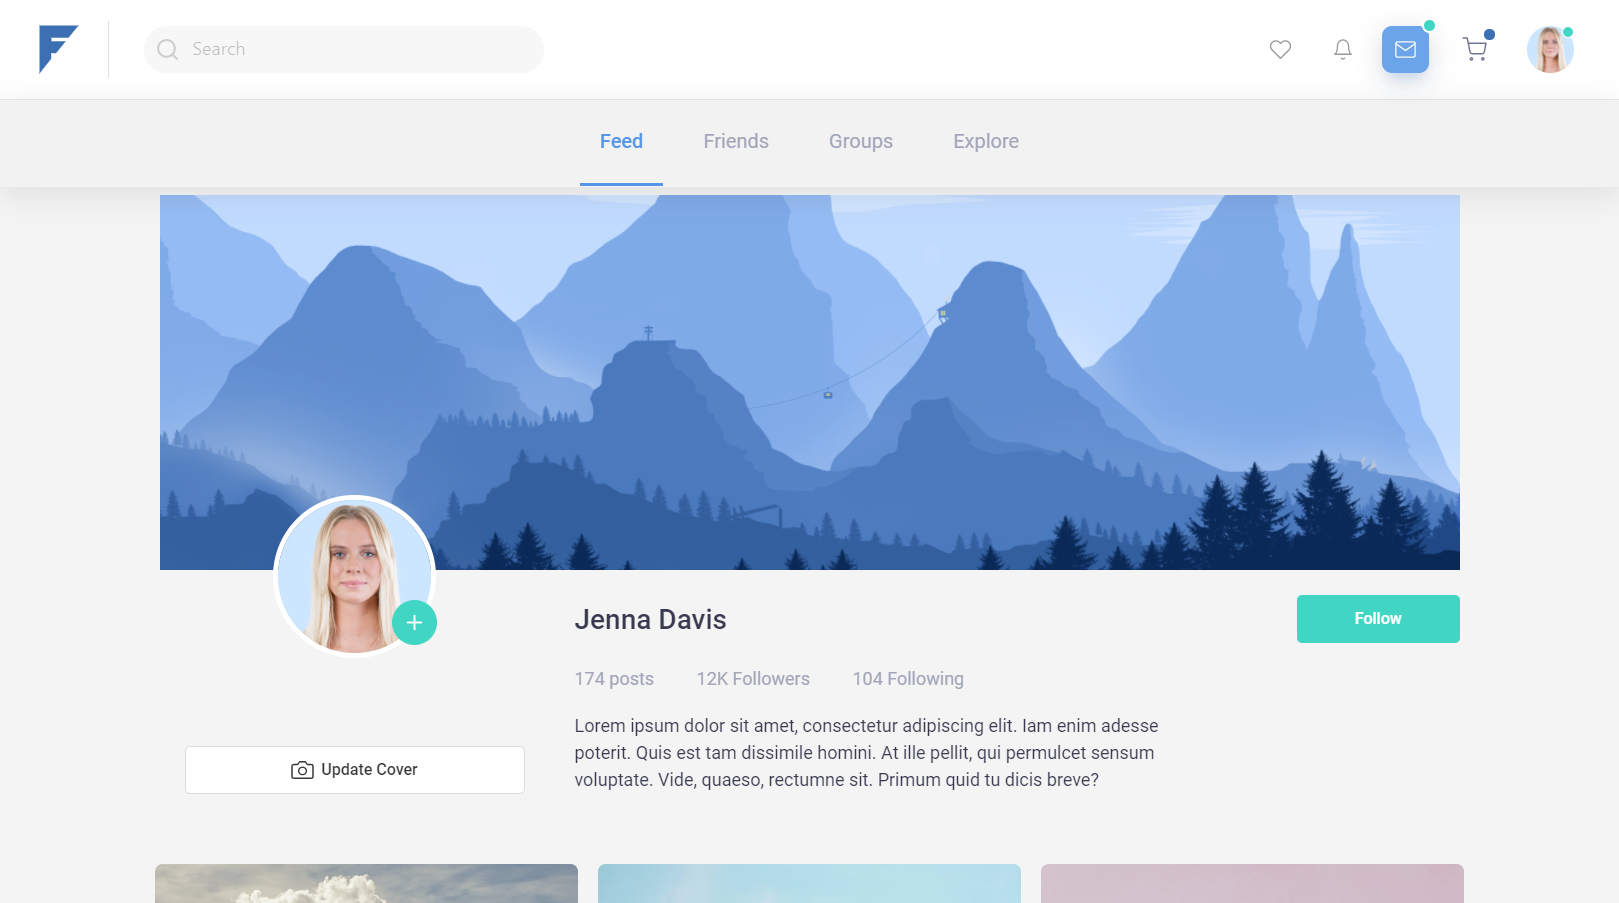 Search
Feed
Friends
Groups
Explore
Jenna Davis
Follow
174 posts
12K Followers
104 Following
Lorem ipsum dolor sit amet, consectetur adipiscing elit. Iam enim adesse
poterit. Quis est tam dissimile homini. At ille pellit, qui permulcet sensum
voluptate. Vide, quaeso, rectumne sit. Primum quid tu dicis breve?
Update Cover